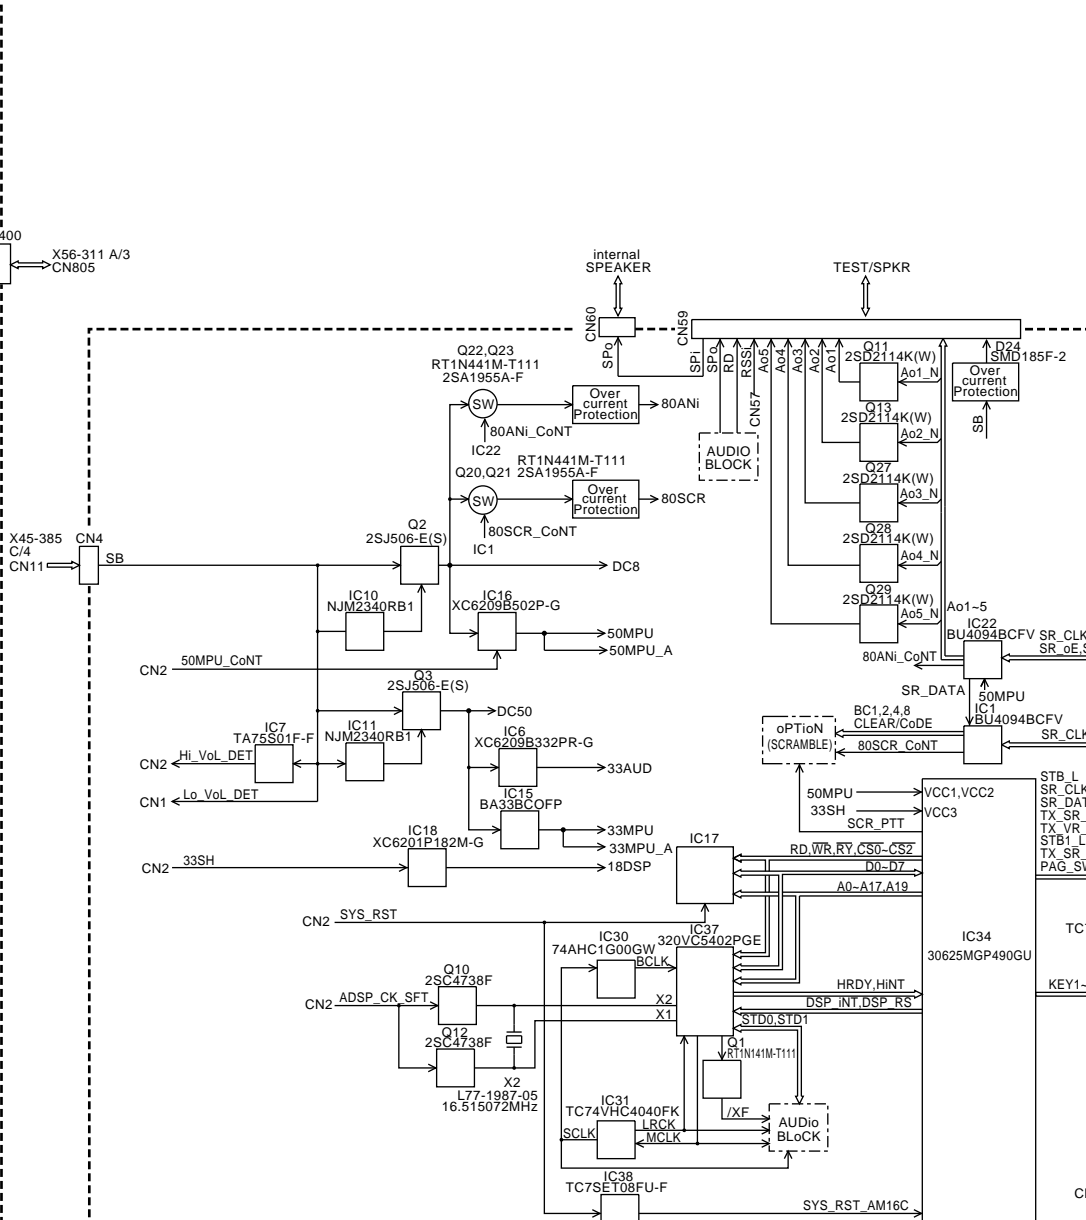 400
X56-311 A/3
CN805
internal
SPEAKER
TEST/SPKR
CN60
CN59
SPo
SPi
SPo
RD
RSSi
Ao5
Ao4
Ao3
Ao2
Ao1
CN57
Q11
2SD2114K(W)
Ao1_N
D24
SMD185F-2
Over
current
Protection
SB
Q22,Q23
RT1N441M-T111
2SA1955A-F
SW
Over
current
Protection
80ANi
80ANi_CoNT
IC22
Q13
2SD2114K(W)
Ao2_N
AUDIO
BLOCK
RT1N441M-T111
Q20,Q21
2SA1955A-F
SW
Over
current
Protection
80SCR
80SCR_CoNT
IC1
Q27
2SD2114K(W)
Ao3_N
Q28
2SD2114K(W)
Ao4_N
Q29
2SD2114K(W)
Ao5_N
Ao1~5
X45-385
C/4
CN11
CN4
SB
Q2
2SJ506-E(S)
DC8
IC10
NJM2340RB1
IC16
XC6209B502P-G
50MPU
50MPU_A
CN2
50MPU_CoNT
IC22
BU4094BCFV
SR_CLK
SR_oE,S
80ANi_CoNT
SR_DATA
50MPU
Q3
2SJ506-E(S)
DC50
IC7
TA75S01F-F
IC11
NJM2340RB1
IC6
XC6209B332PR-G
33AUD
CN2
Hi_VoL_DET
CN1
Lo_VoL_DET
IC15
BA33BCOFP
33MPU
33MPU_A
IC18
XC6201P182M-G
CN2
33SH
18DSP
oPTioN
(SCRAMBLE)
BC1,2,4,8
CLEAR/CoDE
80SCR_CoNT
IC1
BU4094BCFV
SR_CLK
50MPU
VCC1,VCC2
33SH
VCC3
SCR_PTT
STB_L
SR_CLK
SR_DAT
TX_SR_
TX_VR_
STB1_L
TX_SR_
PAG_SW
IC17
RD,WR,RY,CS0~CS2
D0~D7
A0~A17,A19
CN2
SYS_RST
IC30
74AHC1G00GW
BCLK
IC37
320VC5402PGE
IC34
30625MGP490GU
TC7
Q10
2SC4738F
CN2
ADSP_CK_SFT
X2
X1
HRDY,HiNT
DSP_iNT,DSP_RS
STD0,STD1
KEY1~
Q12
2SC4738F
X2
L77-1987-05
16.515072MHz
Q1
RT1N141M-T111
/XF
IC31
TC74VHC4040FK
SCLK
LRCK
MCLK
AUDio
BLoCK
IC38
TC7SET08FU-F
SYS_RST_AM16C